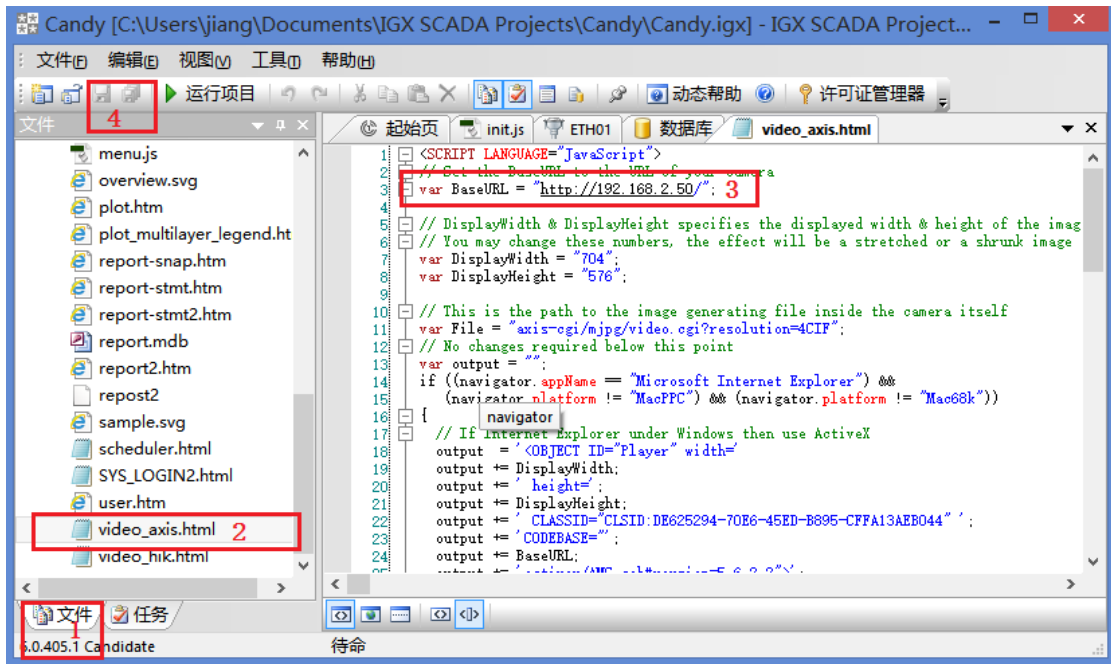 Candy [C:\Users\jiang\Documents\IGX SCADA Projects\Candy\Candy.igx] - IGX SCADA Project...
文件(F) 编辑(E) 视图(V) 工具(T) 帮助(H)
运行项目 动态帮助 许可证管理器
4
文件
起始页 init.js ETH01 数据库 video_axis.html
menu.js
overview.svg
plot.htm
plot_multilayer_legend.ht
report-snap.htm
report-stmt.htm
report-stmt2.htm
report.mdb
report2.htm
repost2
sample.svg
scheduler.html
SYS_LOGIN2.html
user.htm
video_axis.html 2
video_hik.html
文件 任务
1
1 <SCRIPT LANGUAGE="JavaScript">
2 // Set the BaseURL to the URL of your camera
3 var BaseURL = "http://192.168.2.50/"; 3
4
5 // DisplayWidth & DisplayHeight specifies the displayed width & height of the imag
6 // You may change these numbers, the effect will be a stretched or a shrunk image
7 var DisplayWidth = "704";
8 var DisplayHeight = "576";
9
10 // This is the path to the image generating file inside the camera itself
11 var File = "axis-cgi/mjpg/video.cgi?resolution=4CIF";
12 // No changes required below this point
13 var output = "";
14 if ((navigator.appName == "Microsoft Internet Explorer") &&
15 (navigator.platform != "MacPPC") && (navigator.platform != "Mac68k"))
16 {
navigator
17 // If Internet Explorer under Windows then use ActiveX
18 output = '<OBJECT ID="Player" width='
19 output += DisplayWidth;
20 output += ' height=';
21 output += DisplayHeight;
22 output += ' CLASSID="CLSID:DE625294-70E6-45ED-B895-CFFA13AEB044" ';
23 output += 'CODEBASE="';
24 output += BaseURL;
6.0.405.1 Candidate 待命